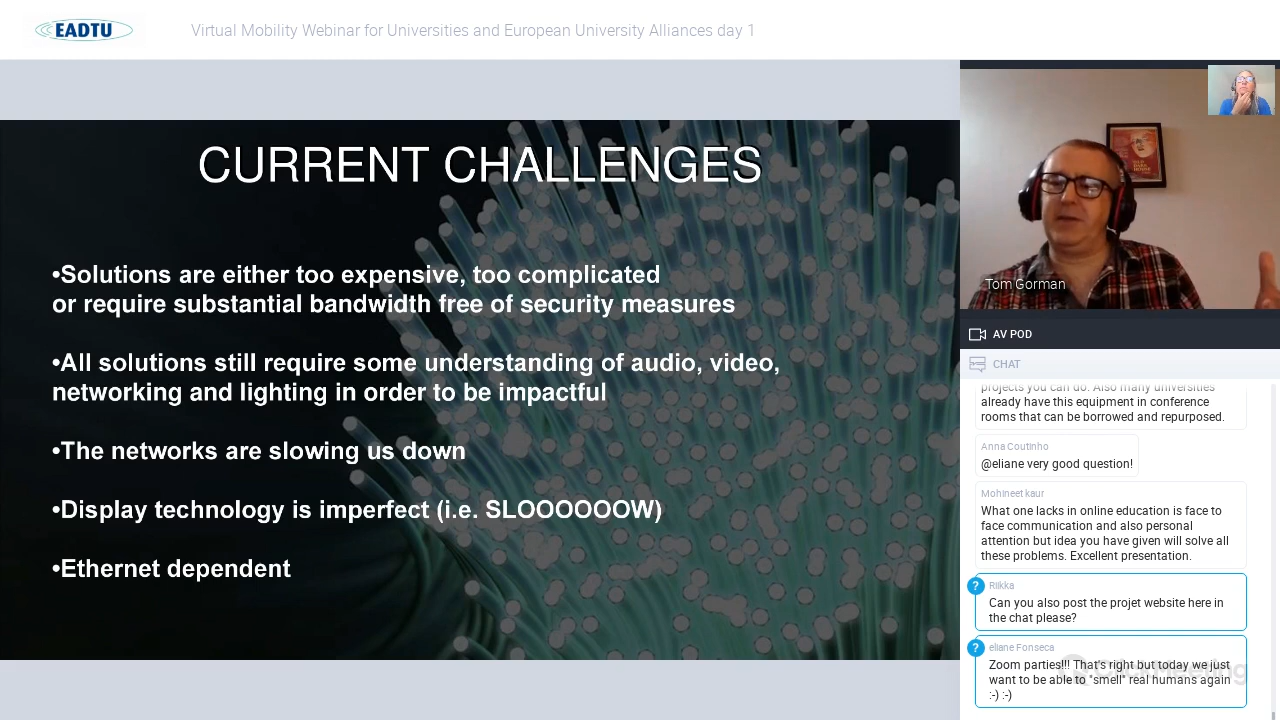 EADTU
Virtual Mobility Webinar for Universities and European University Alliances day 1
CURRENT CHALLENGES
•Solutions are either too expensive, too complicated
or require substantial bandwidth free of security measures
•All solutions still require some understanding of audio, video,
networking and lighting in order to be impactful
•The networks are slowing us down
•Display technology is imperfect (i.e. SLOOOOOOW)
•Ethernet dependent
Tom Gorman
AV POD
CHAT
projects you can do. Also many universities
already have this equipment in conference
rooms that can be borrowed and repurposed.
Anna Coutinho
@eliane very good question!
Mohineet kaur
What one lacks in online education is face to
face communication and also personal
attention but idea you have given will solve all
these problems. Excellent presentation.
?
Riikka
Can you also post the projet website here in
the chat please?
?
eliane Fonseca
Zoom parties!!! That's right but today we just
want to be able to "smell" real humans again
:-) :-)